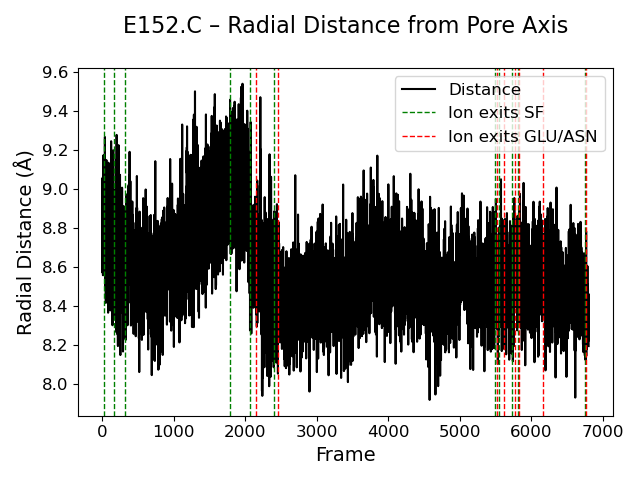 E152.C – Radial Distance from Pore Axis
9.6
9.4
9.2
9.0
8.8
8.6
8.4
8.2
8.0
Radial Distance (Å)
Distance
Ion exits SF
Ion exits GLU/ASN
0 1000 2000 3000 4000 5000 6000 7000
Frame